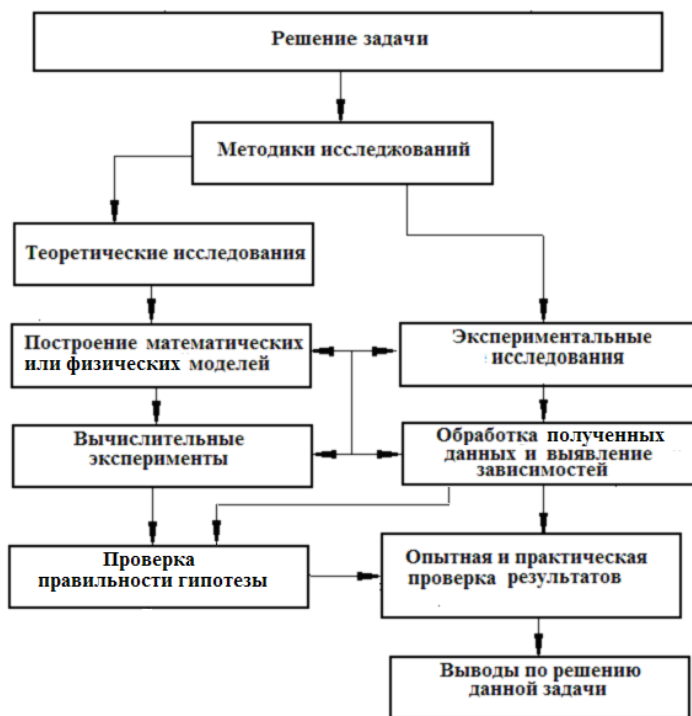 Решение задачи
Методики исследжований
Теоретические исследования
Построение математических
или физических моделей
Экспериментальные
исследования
Вычислительные
эксперименты
Обработка полученных
данных и выявление
зависимостей
Проверка
правильности гипотезы
Опытная и практическая
проверка результатов
Выводы по решению
данной задачи